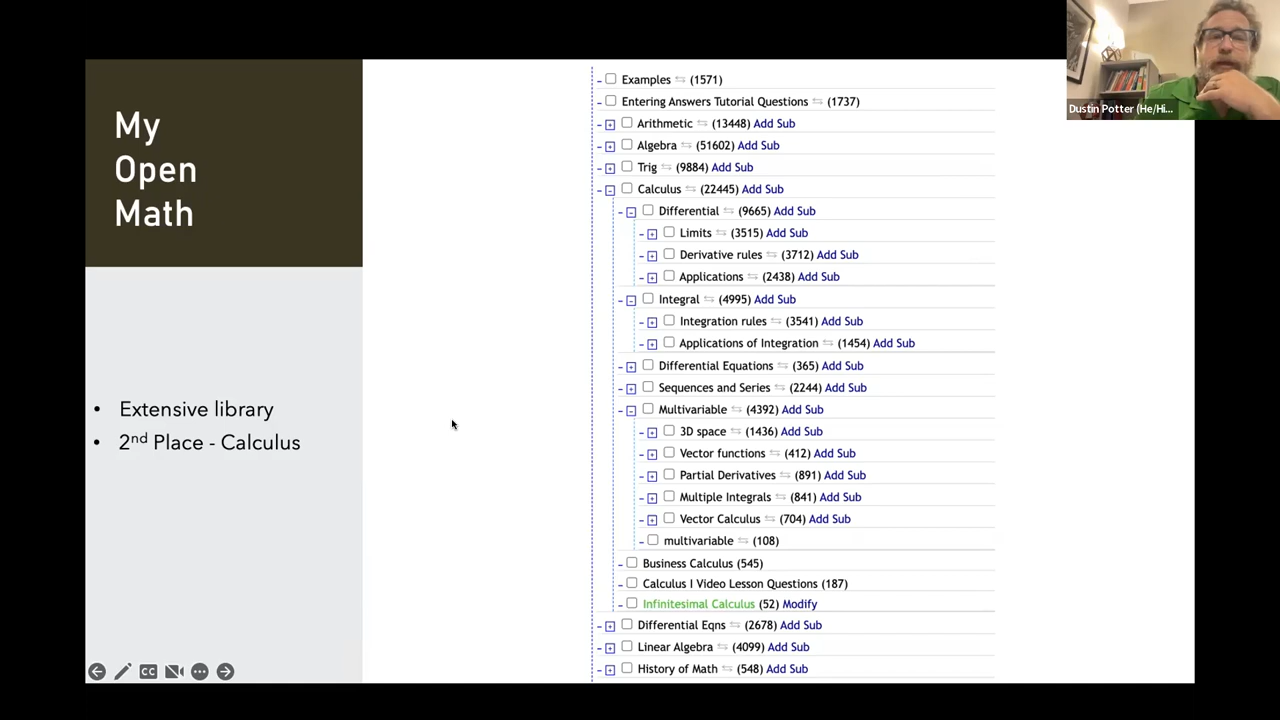 My
Open
Math
• Extensive library
• 2nd Place - Calculus
Examples (1571)
Entering Answers Tutorial Questions (1737)
Arithmetic (13448) Add Sub
Algebra (51602) Add Sub
Trig (9884) Add Sub
Calculus (22445) Add Sub
Differential (9665) Add Sub
Limits (3515) Add Sub
Derivative rules (3712) Add Sub
Applications (2438) Add Sub
Integral (4995) Add Sub
Integration rules (3541) Add Sub
Applications of Integration (1454) Add Sub
Differential Equations (365) Add Sub
Sequences and Series (2244) Add Sub
Multivariable (4392) Add Sub
3D space (1436) Add Sub
Vector functions (412) Add Sub
Partial Derivatives (891) Add Sub
Multiple Integrals (841) Add Sub
Vector Calculus (704) Add Sub
multivariable (108)
Business Calculus (545)
Calculus I Video Lesson Questions (187)
Infinitesimal Calculus (52) Modify
Differential Eqns (2678) Add Sub
Linear Algebra (4099) Add Sub
History of Math (548) Add Sub
Dustin Potter (He/Hi...
CC